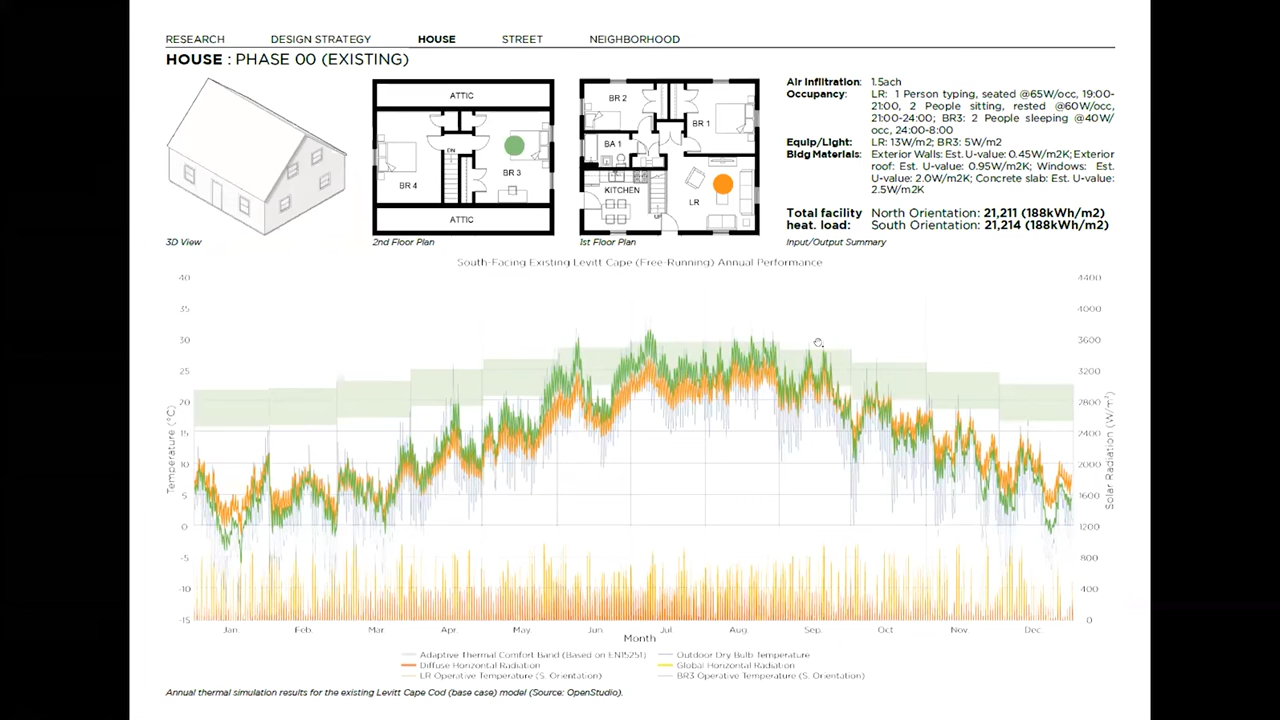 RESEARCH DESIGN STRATEGY HOUSE STREET NEIGHBORHOOD
HOUSE : PHASE 00 (EXISTING)
ATTIC
BR 4
DN
BR 3
ATTIC
BR 2
BR 1
BA 1
KITCHEN
UP
LR
Air Infiltration: 1.5ach
Occupancy: LR: 1 Person typing, seated @65W/occ, 19:00-
21:00, 2 People sitting, rested @60W/occ,
21:00-24:00; BR3: 2 People sleeping @40W/
occ, 24:00-8:00
Equip/Light: LR: 13W/m2; BR3: 5W/m2
Bldg Materials: Exterior Walls: Est. U-value: 0.45W/m2K; Exterior
roof: Est. U-value: 0.95W/m2K; Windows: Est.
U-value: 2.0W/m2K; Concrete slab: Est. U-value:
2.5W/m2K
Total facility North Orientation: 21,211 (188kWh/m2)
heat. load: South Orientation: 21,214 (188kWh/m2)
3D View 2nd Floor Plan 1st Floor Plan Input/Output Summary
South-Facing Existing Levitt Cape (Free-Running) Annual Performance
40 4400
35 4000
30 3600
25 3200
20 2800
15 2400
10 2000
5 1600
0 1200
-5 800
-10 400
-15 0
Temperature (°C)
Solar Radiation (W/m²)
Jan. Feb. Mar. Apr. May. Jun. Jul. Aug. Sep. Oct Nov. Dec.
Month
Adaptive Thermal Comfort Band (Based on EN15251) Outdoor Dry Bulb Temperature
Diffuse Horizontal Radiation Global Horizontal Radiation
LR Operative Temperature (S. Orientation) BR3 Operative Temperature (S. Orientation)
Annual thermal simulation results for the existing Levitt Cape Cod (base case) model (Source: OpenStudio).